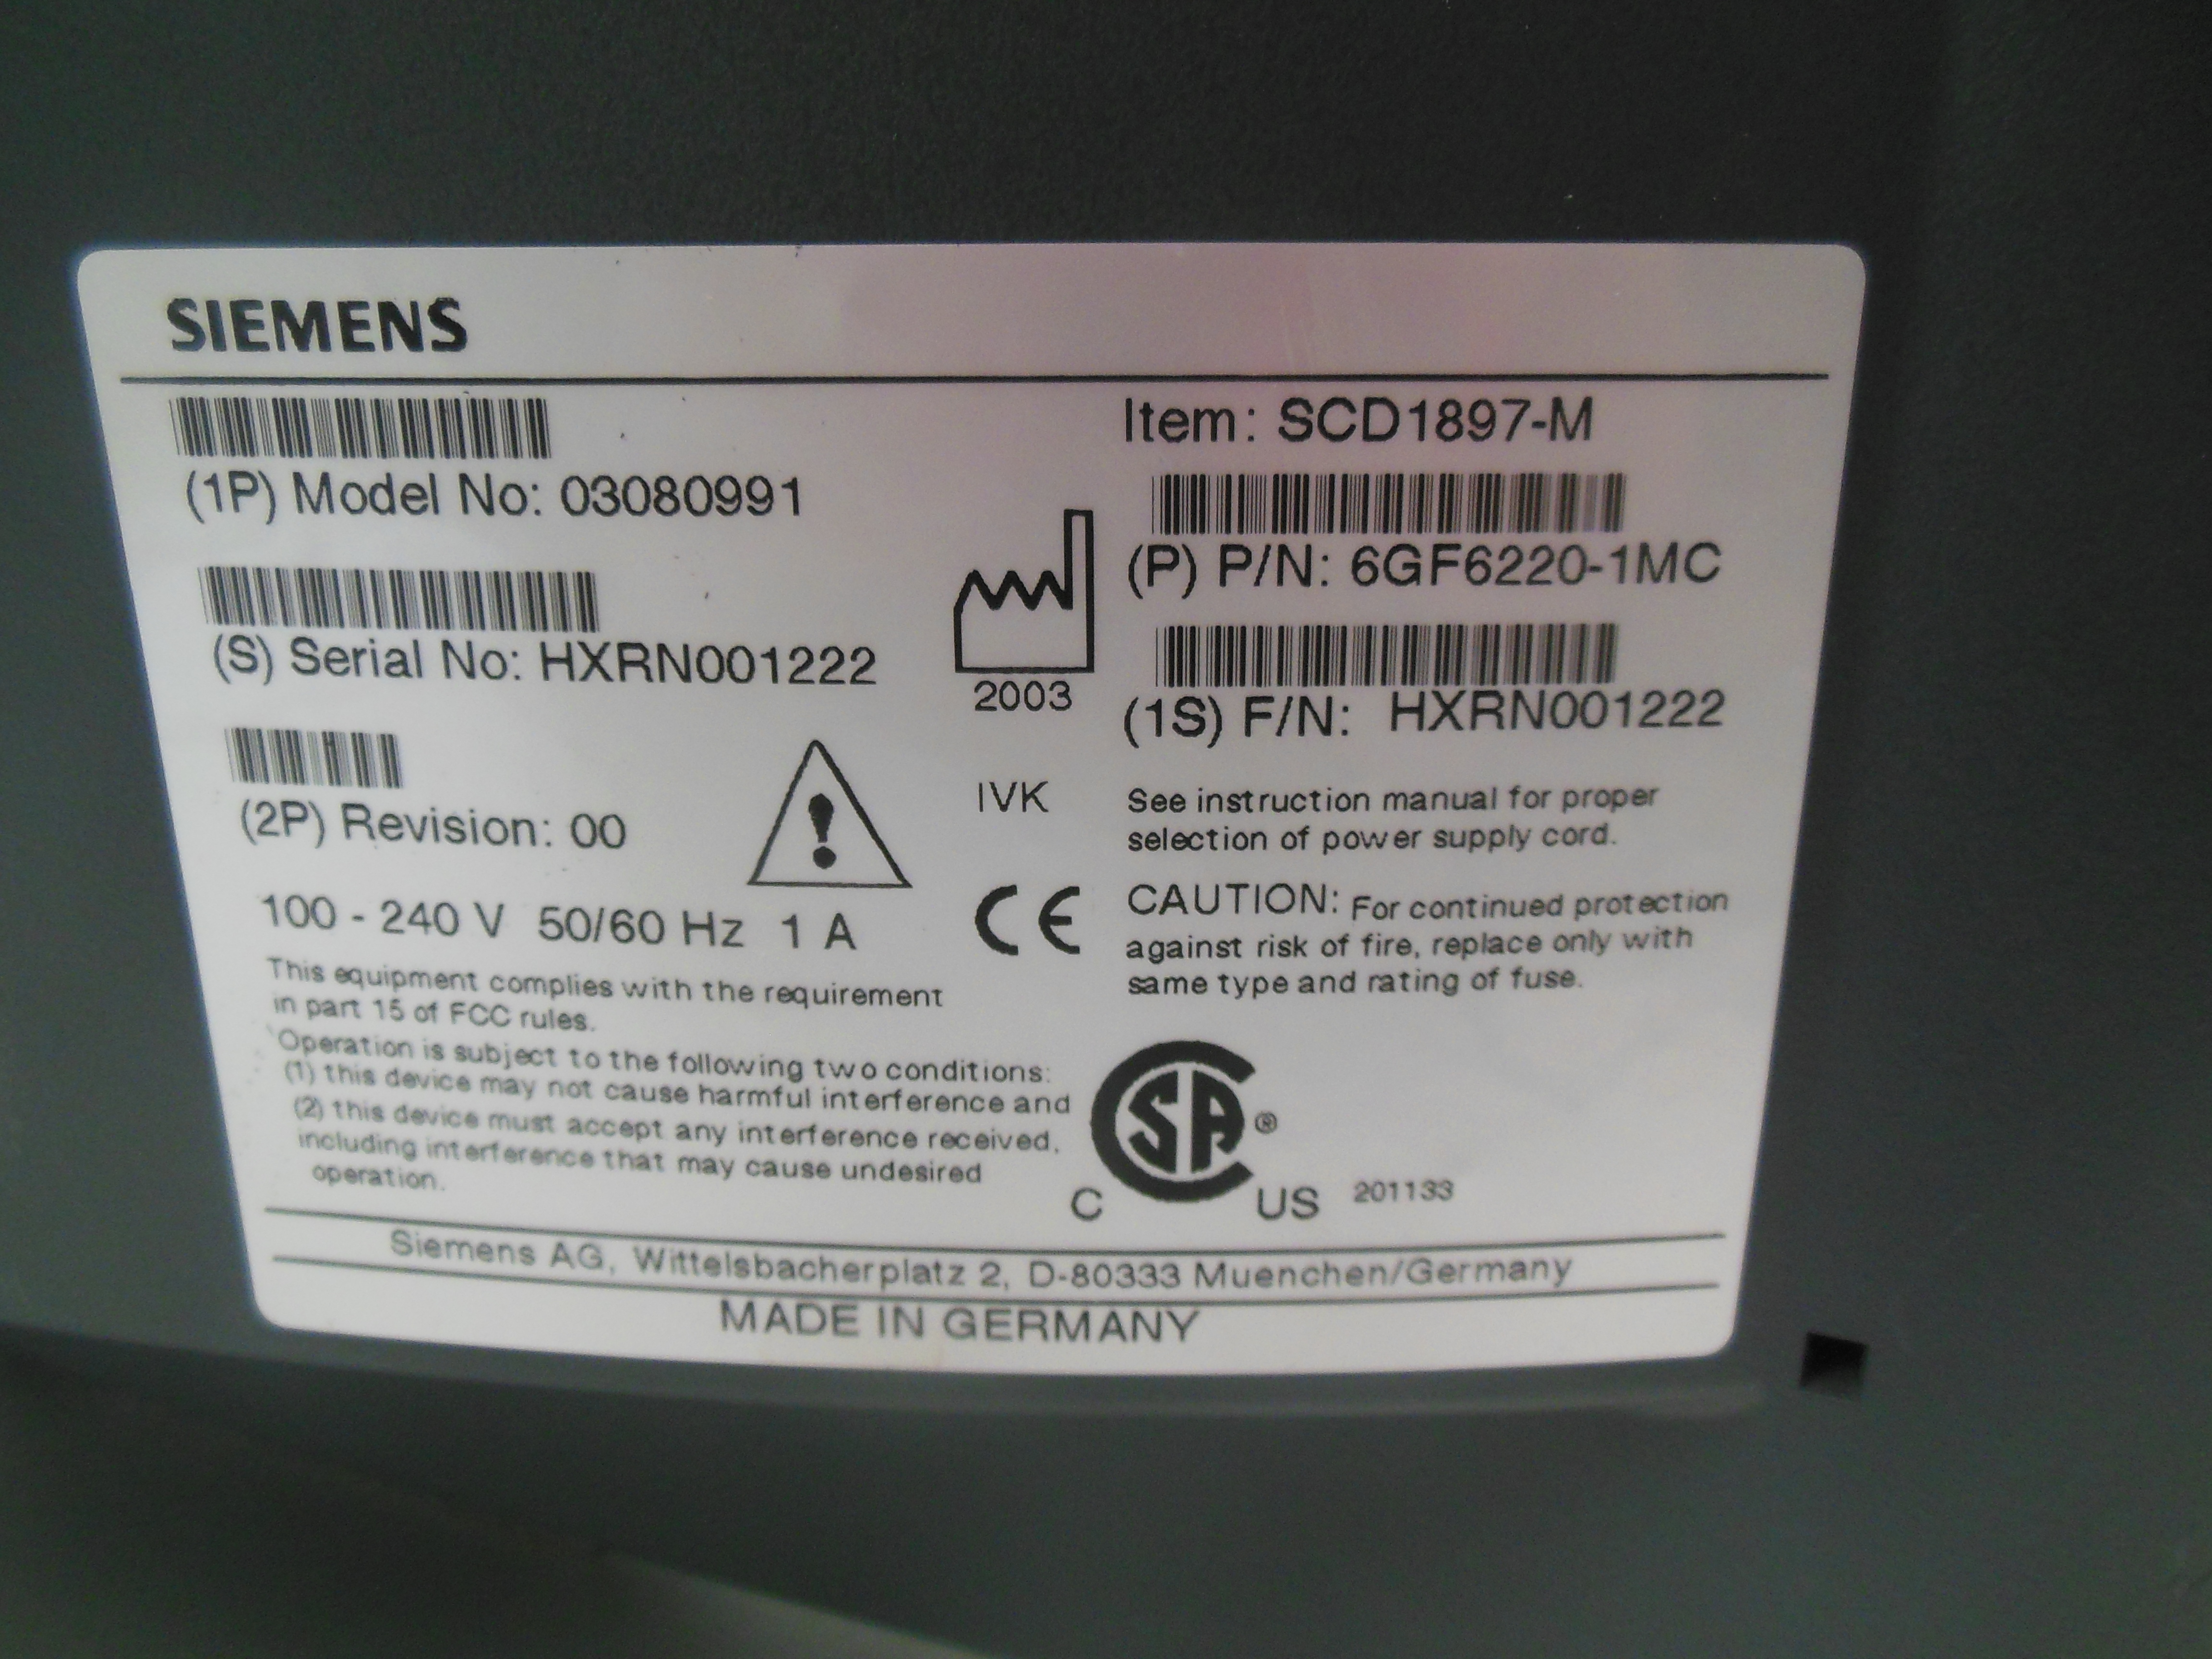 SIEMENS
(1P) Model No: 03080991
(S) Serial No: HXRN001222
(2P) Revision: 00
100 - 240 V 50/60 Hz 1 A
This equipment complies with the requirement
in part 15 of FCC rules.
Operation is subject to the following two conditions:
(1) this device may not cause harmful interference and
(2) this device must accept any interference received,
including interference that may cause undesired
operation.
2003
IVK
CE
Item: SCD1897-M
(P) P/N: 6GF6220-1MC
(1S) F/N: HXRN001222
See instruction manual for proper
selection of power supply cord.
CAUTION: For continued protection
against risk of fire, replace only with
same type and rating of fuse.
SA ®
C US 201133
Siemens AG, Wittelsbacherplatz 2, D-80333 Muenchen/Germany
MADE IN GERMANY